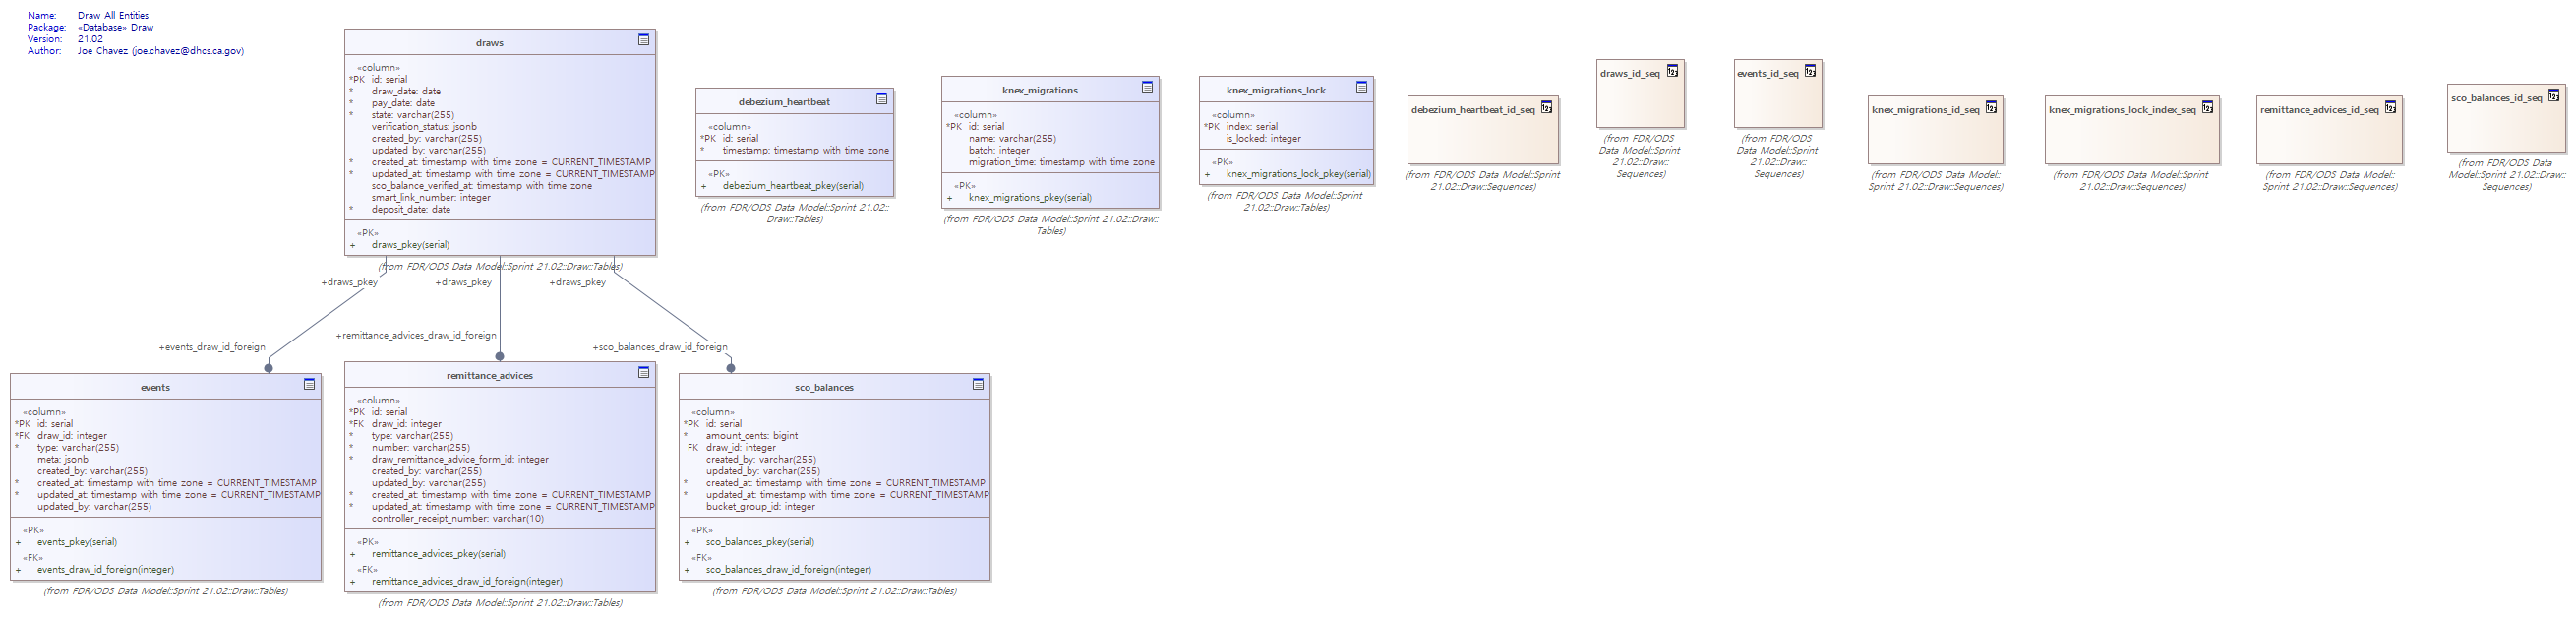 Name: Draw All Entities
Package: «Database» Draw
Version: 21.02
Author: Joe Chavez (joe.chavez@dhcs.ca.gov)
draws
«column»
*PK id: serial
* draw_date: date
* pay_date: date
* state: varchar(255)
verification_status: jsonb
created_by: varchar(255)
updated_by: varchar(255)
* created_at: timestamp with time zone = CURRENT_TIMESTAMP
* updated_at: timestamp with time zone = CURRENT_TIMESTAMP
sco_balance_verified_at: timestamp with time zone
smart_link_number: integer
* deposit_date: date
«PK»
+ draws_pkey(serial)
(from FDR/ODS Data Model::Sprint 21.02::Draw::Tables)
debezium_heartbeat
«column»
*PK id: serial
* timestamp: timestamp with time zone
«PK»
+ debezium_heartbeat_pkey(serial)
(from FDR/ODS Data Model::Sprint 21.02::
Draw::Tables)
knex_migrations
«column»
*PK id: serial
name: varchar(255)
batch: integer
migration_time: timestamp with time zone
«PK»
+ knex_migrations_pkey(serial)
(from FDR/ODS Data Model::Sprint 21.02::Draw::
Tables)
knex_migrations_lock
«column»
*PK index: serial
is_locked: integer
«PK»
+ knex_migrations_lock_pkey(serial)
(from FDR/ODS Data Model::Sprint
21.02::Draw::Tables)
debezium_heartbeat_id_seq
(from FDR/ODS Data Model::Sprint
21.02::Draw::Sequences)
draws_id_seq
(from FDR/ODS
Data Model::Sprint
21.02::Draw::
Sequences)
events_id_seq
(from FDR/ODS
Data Model::Sprint
21.02::Draw::
Sequences)
knex_migrations_id_seq
(from FDR/ODS Data Model::
Sprint 21.02::Draw::Sequences)
knex_migrations_lock_index_seq
(from FDR/ODS Data Model::Sprint
21.02::Draw::Sequences)
remittance_advices_id_seq
(from FDR/ODS Data Model::
Sprint 21.02::Draw::Sequences)
sco_balances_id_seq
(from FDR/ODS Data
Model::Sprint 21.02::Draw::
Sequences)
+draws_pkey
+draws_pkey
+draws_pkey
+events_draw_id_foreign
+remittance_advices_draw_id_foreign
+sco_balances_draw_id_foreign
events
«column»
*PK id: serial
*FK draw_id: integer
* type: varchar(255)
meta: jsonb
created_by: varchar(255)
* created_at: timestamp with time zone = CURRENT_TIMESTAMP
* updated_at: timestamp with time zone = CURRENT_TIMESTAMP
updated_by: varchar(255)
«PK»
+ events_pkey(serial)
«FK»
+ events_draw_id_foreign(integer)
(from FDR/ODS Data Model::Sprint 21.02::Draw::Tables)
remittance_advices
«column»
*PK id: serial
*FK draw_id: integer
* type: varchar(255)
* number: varchar(255)
* draw_remittance_advice_form_id: integer
created_by: varchar(255)
updated_by: varchar(255)
* created_at: timestamp with time zone = CURRENT_TIMESTAMP
* updated_at: timestamp with time zone = CURRENT_TIMESTAMP
controller_receipt_number: varchar(10)
«PK»
+ remittance_advices_pkey(serial)
«FK»
+ remittance_advices_draw_id_foreign(integer)
(from FDR/ODS Data Model::Sprint 21.02::Draw::Tables)
sco_balances
«column»
*PK id: serial
* amount_cents: bigint
FK draw_id: integer
created_by: varchar(255)
updated_by: varchar(255)
* created_at: timestamp with time zone = CURRENT_TIMESTAMP
* updated_at: timestamp with time zone = CURRENT_TIMESTAMP
bucket_group_id: integer
«PK»
+ sco_balances_pkey(serial)
«FK»
+ sco_balances_draw_id_foreign(integer)
(from FDR/ODS Data Model::Sprint 21.02::Draw::Tables)